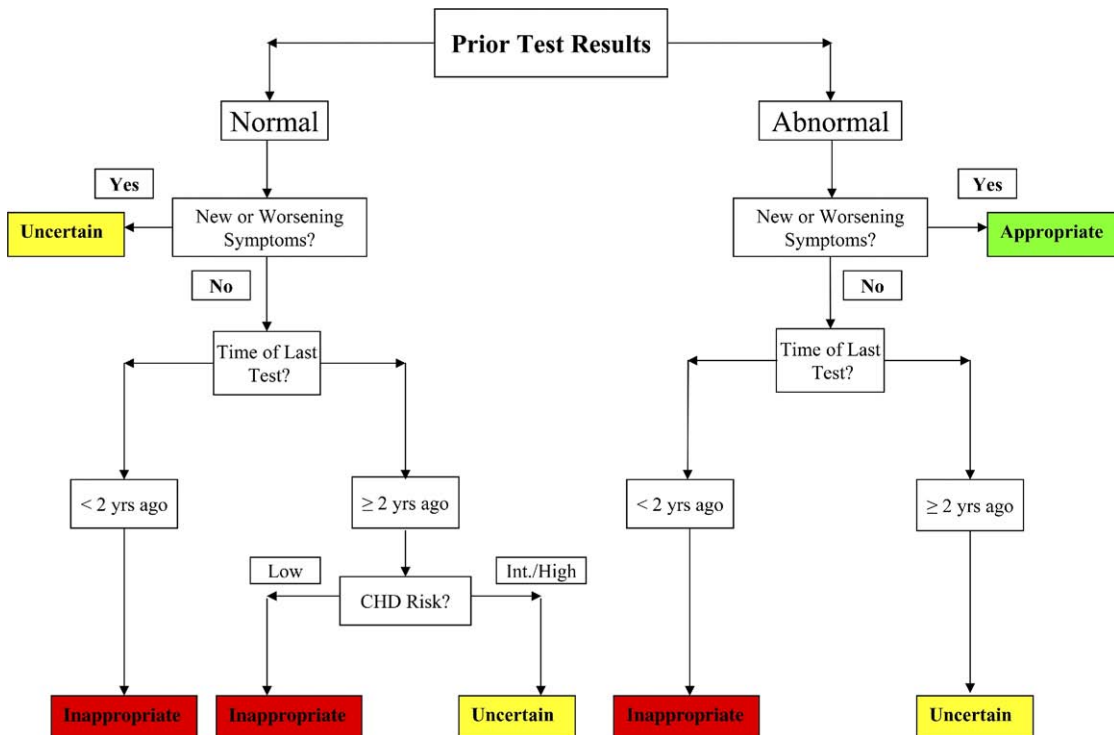 Prior Test Results
Normal
Abnormal
Yes
Yes
Uncertain
New or Worsening
Symptoms?
New or Worsening
Symptoms?
Appropriate
No
No
Time of Last
Test?
Time of Last
Test?
< 2 yrs ago
≥ 2 yrs ago
< 2 yrs ago
≥ 2 yrs ago
Low
Int./High
CHD Risk?
Inappropriate
Inappropriate
Uncertain
Inappropriate
Uncertain